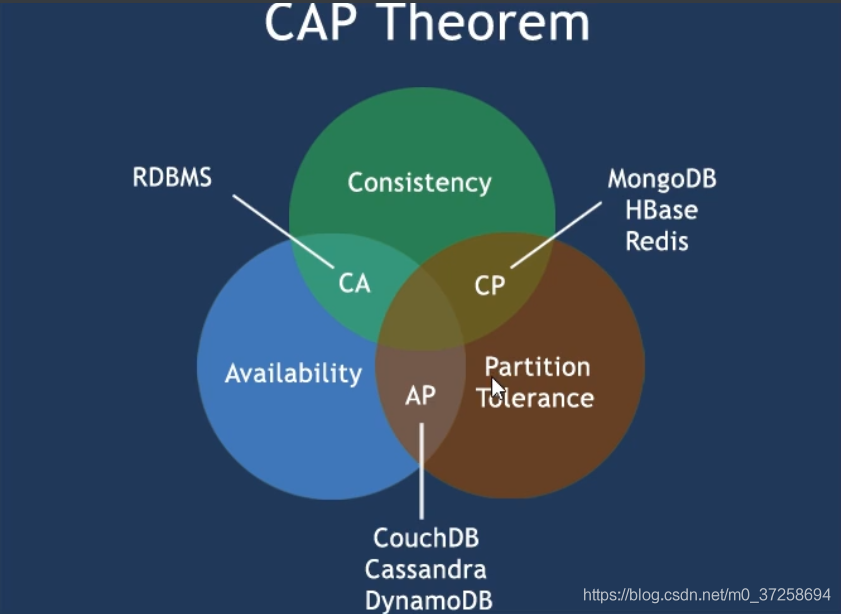 CAP Theorem
RDBMS
Consistency
MongoDB
HBase
Redis
CA
CP
Availability
Partition
Tolerance
AP
CouchDB
Cassandra
DynamoDB
https://blog.csdn.net/m0_37258694